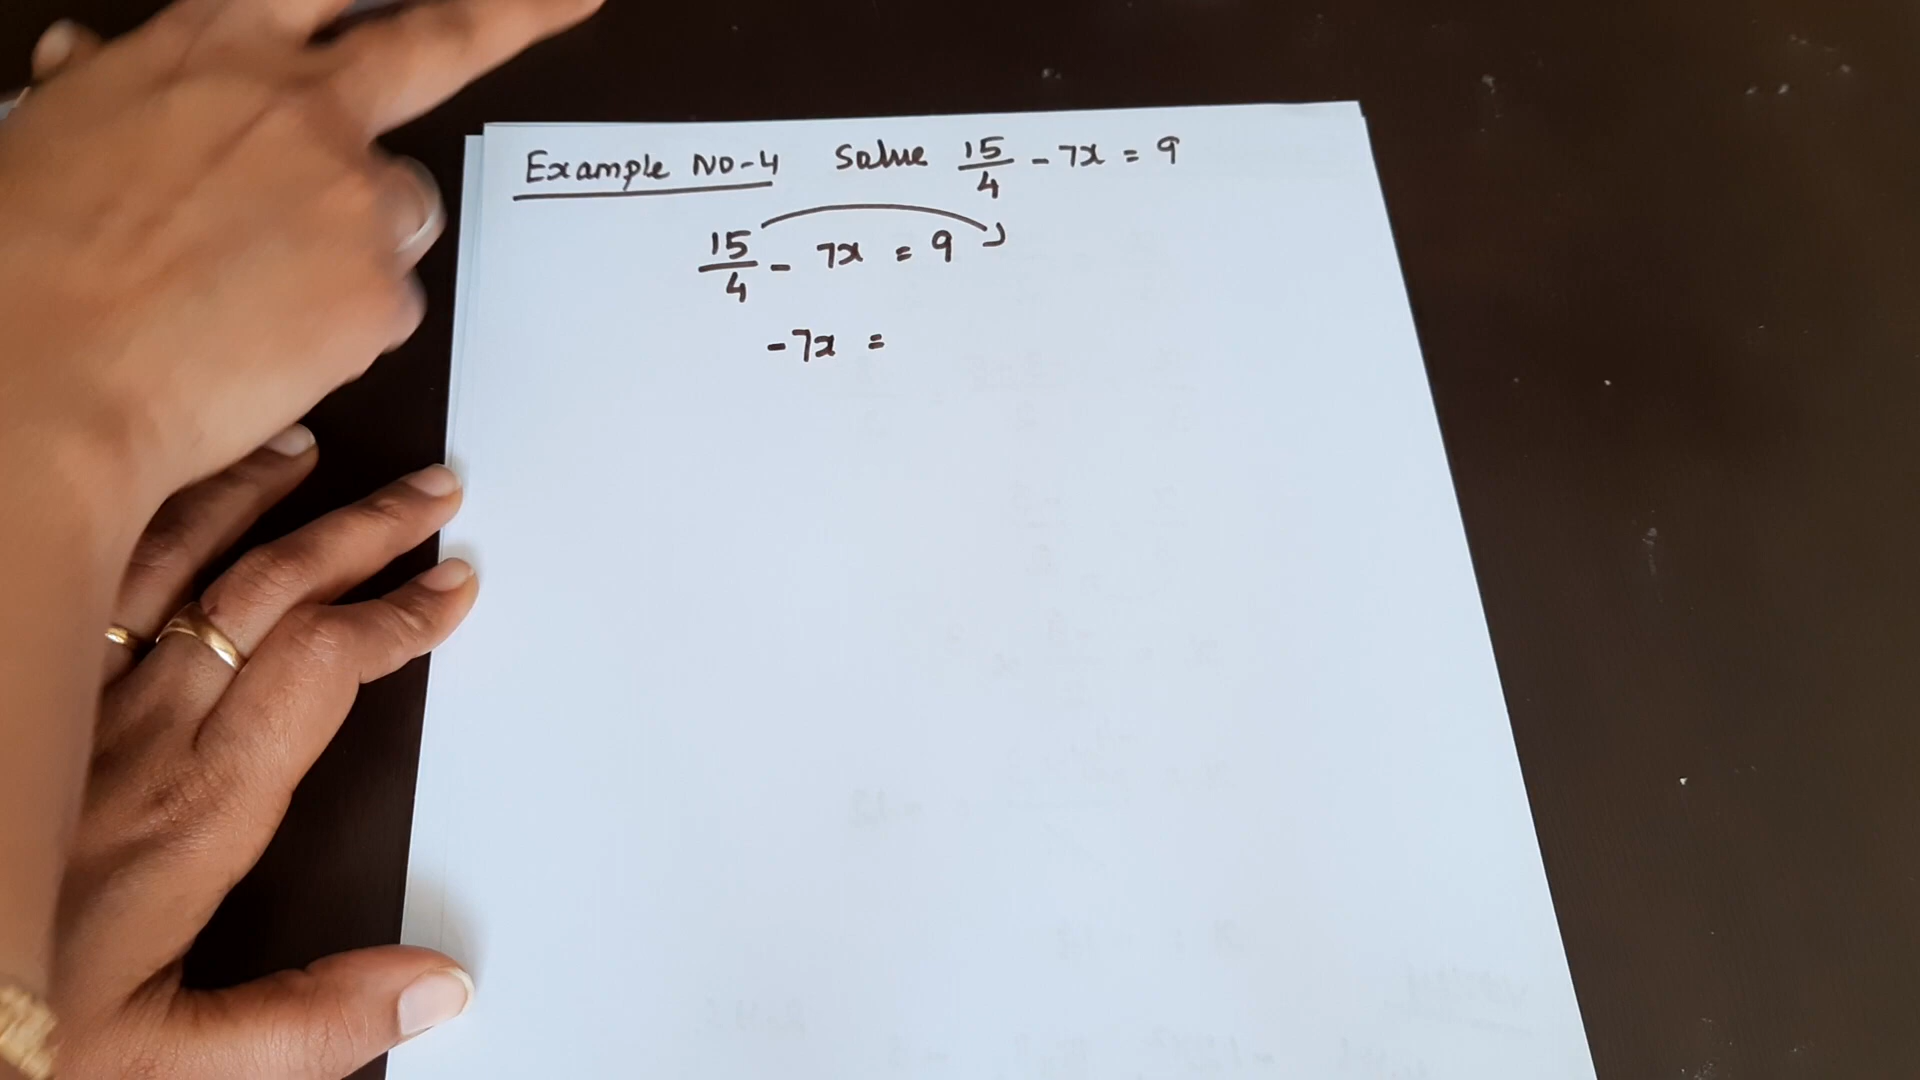 Example No-4 Solve 15/4 - 7x = 9
15/4 - 7x = 9
-7x =